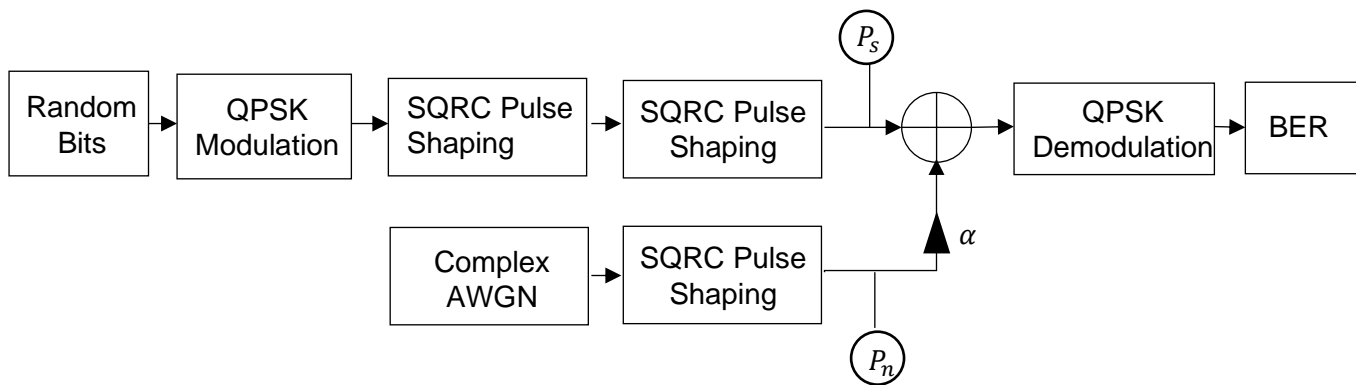 P_s
Random
Bits
QPSK
Modulation
SQRC Pulse
Shaping
SQRC Pulse
Shaping
QPSK
Demodulation
BER
Complex
AWGN
SQRC Pulse
Shaping
α
P_n